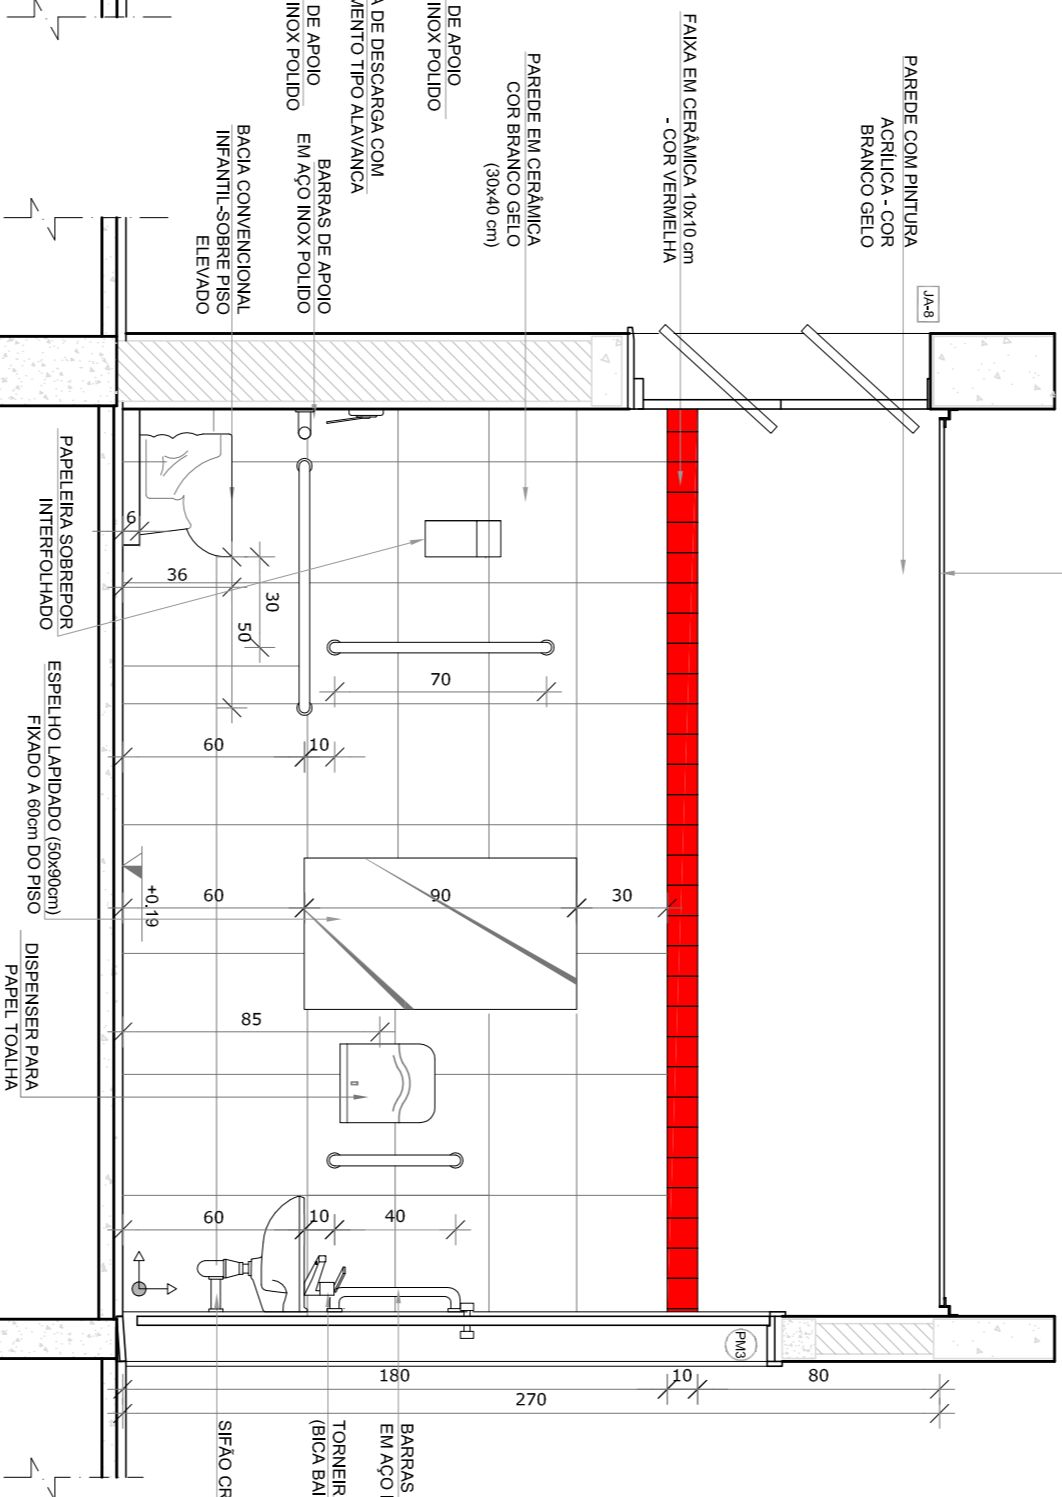 PAREDE COM PINTURA
ACRÍLICA - COR
BRANCO GELO
JA-8
FAIXA EM CERÂMICA 10x10 cm
- COR VERMELHA
PAREDE EM CERÂMICA
COR BRANCO GELO
(30x40 cm)
DE APOIO
INOX POLIDO
A DE DESCARGA COM
MENTO TIPO ALAVANCA
DE APOIO
INOX POLIDO
BARRAS DE APOIO
EM AÇO INOX POLIDO
BACIA CONVENCIONAL
INFANTIL-SOBRE PISO
ELEVADO
PAPELEIRA SOBREPOR
INTERFOLHADO
ESPELHO LAPIDADO (50x90cm)
FIXADO A 60cm DO PISO
DISPENSER PARA
PAPEL TOALHA
6
36
30
50
70
60
10
+0.19
60
90
30
85
60
10
40
PM3
180
10
80
270
BARRAS
EM AÇO
TORNEIR
(BICA BAI
SIFÃO CR